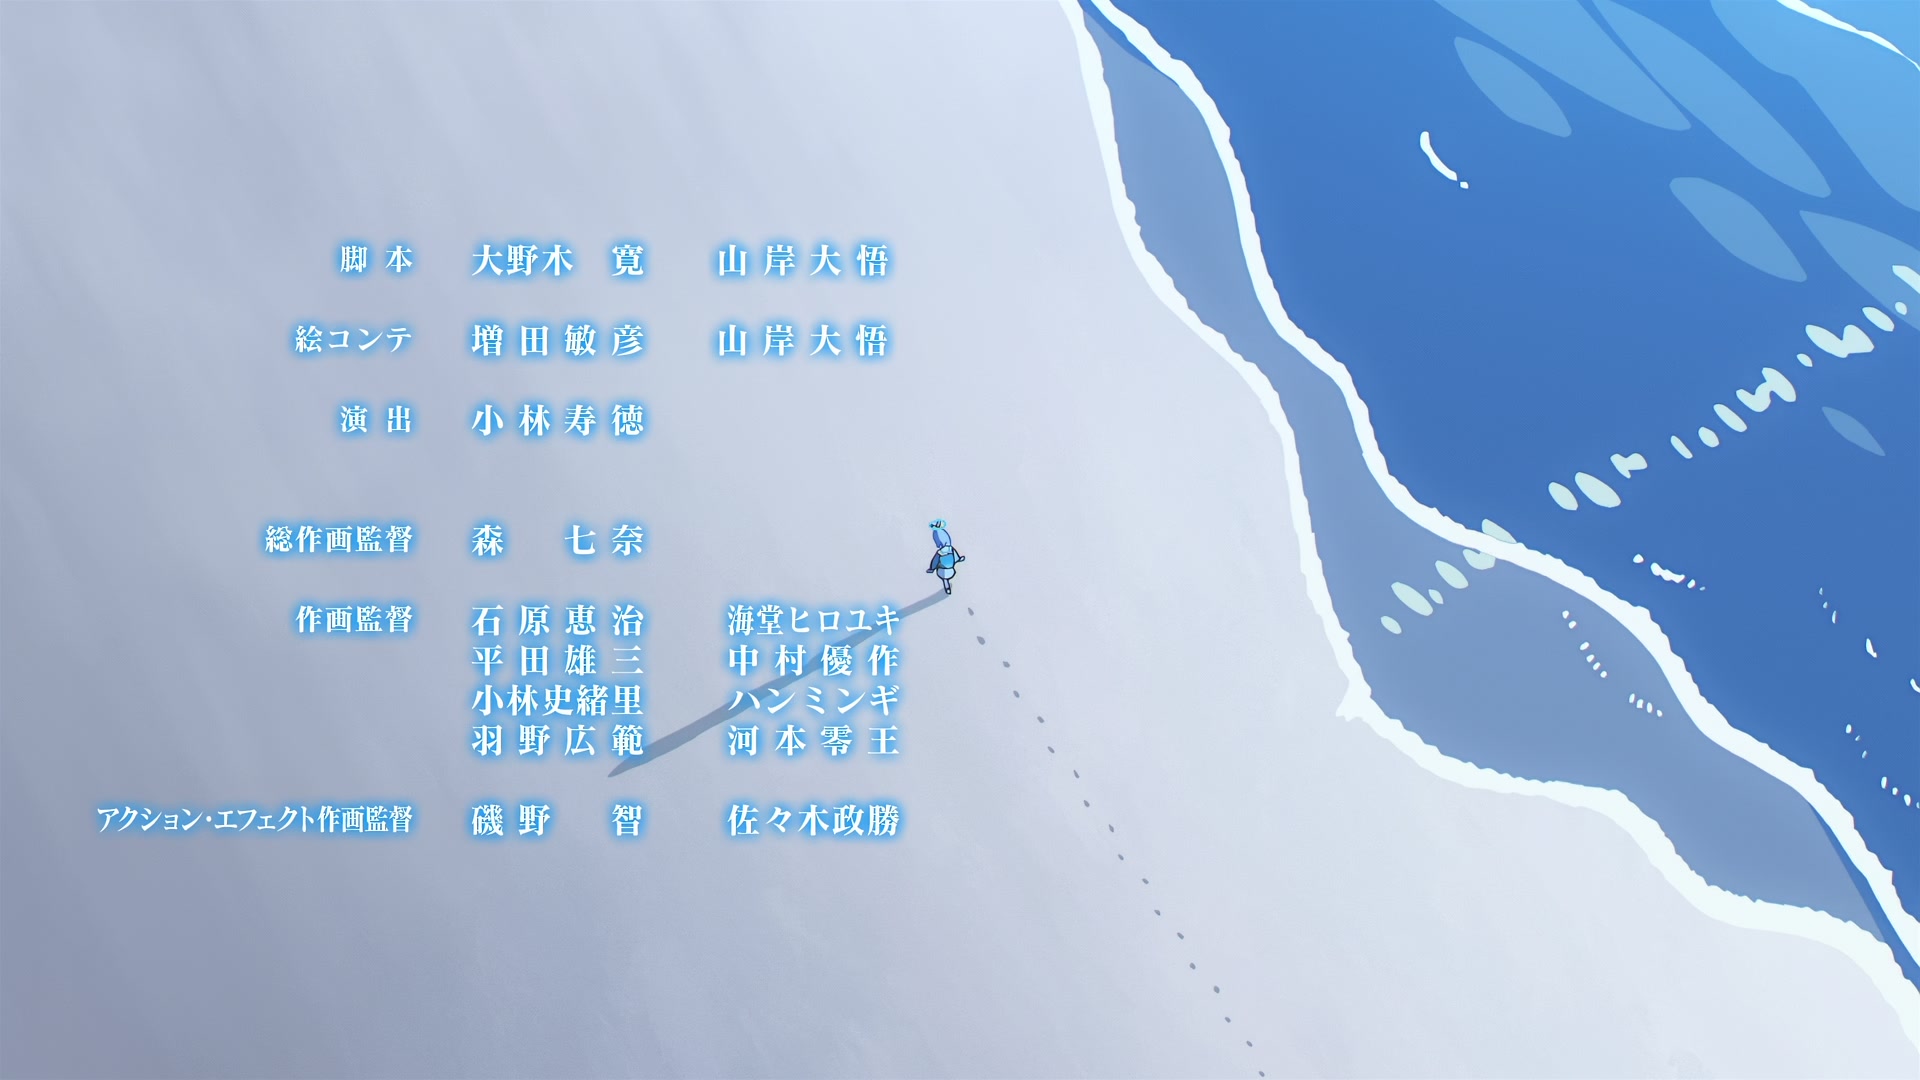 脚本 大野木 寛 山岸大悟
絵コンテ 増田敏彦 山岸大悟
演出 小林寿徳
総作画監督 森 七奈
作画監督 石原恵治 海堂ヒロユキ
平田雄三 中村優作
小林史緒里 ハンミンギ
羽野広範 河本零王
アクション・エフェクト作画監督 磯野 智 佐々木政勝